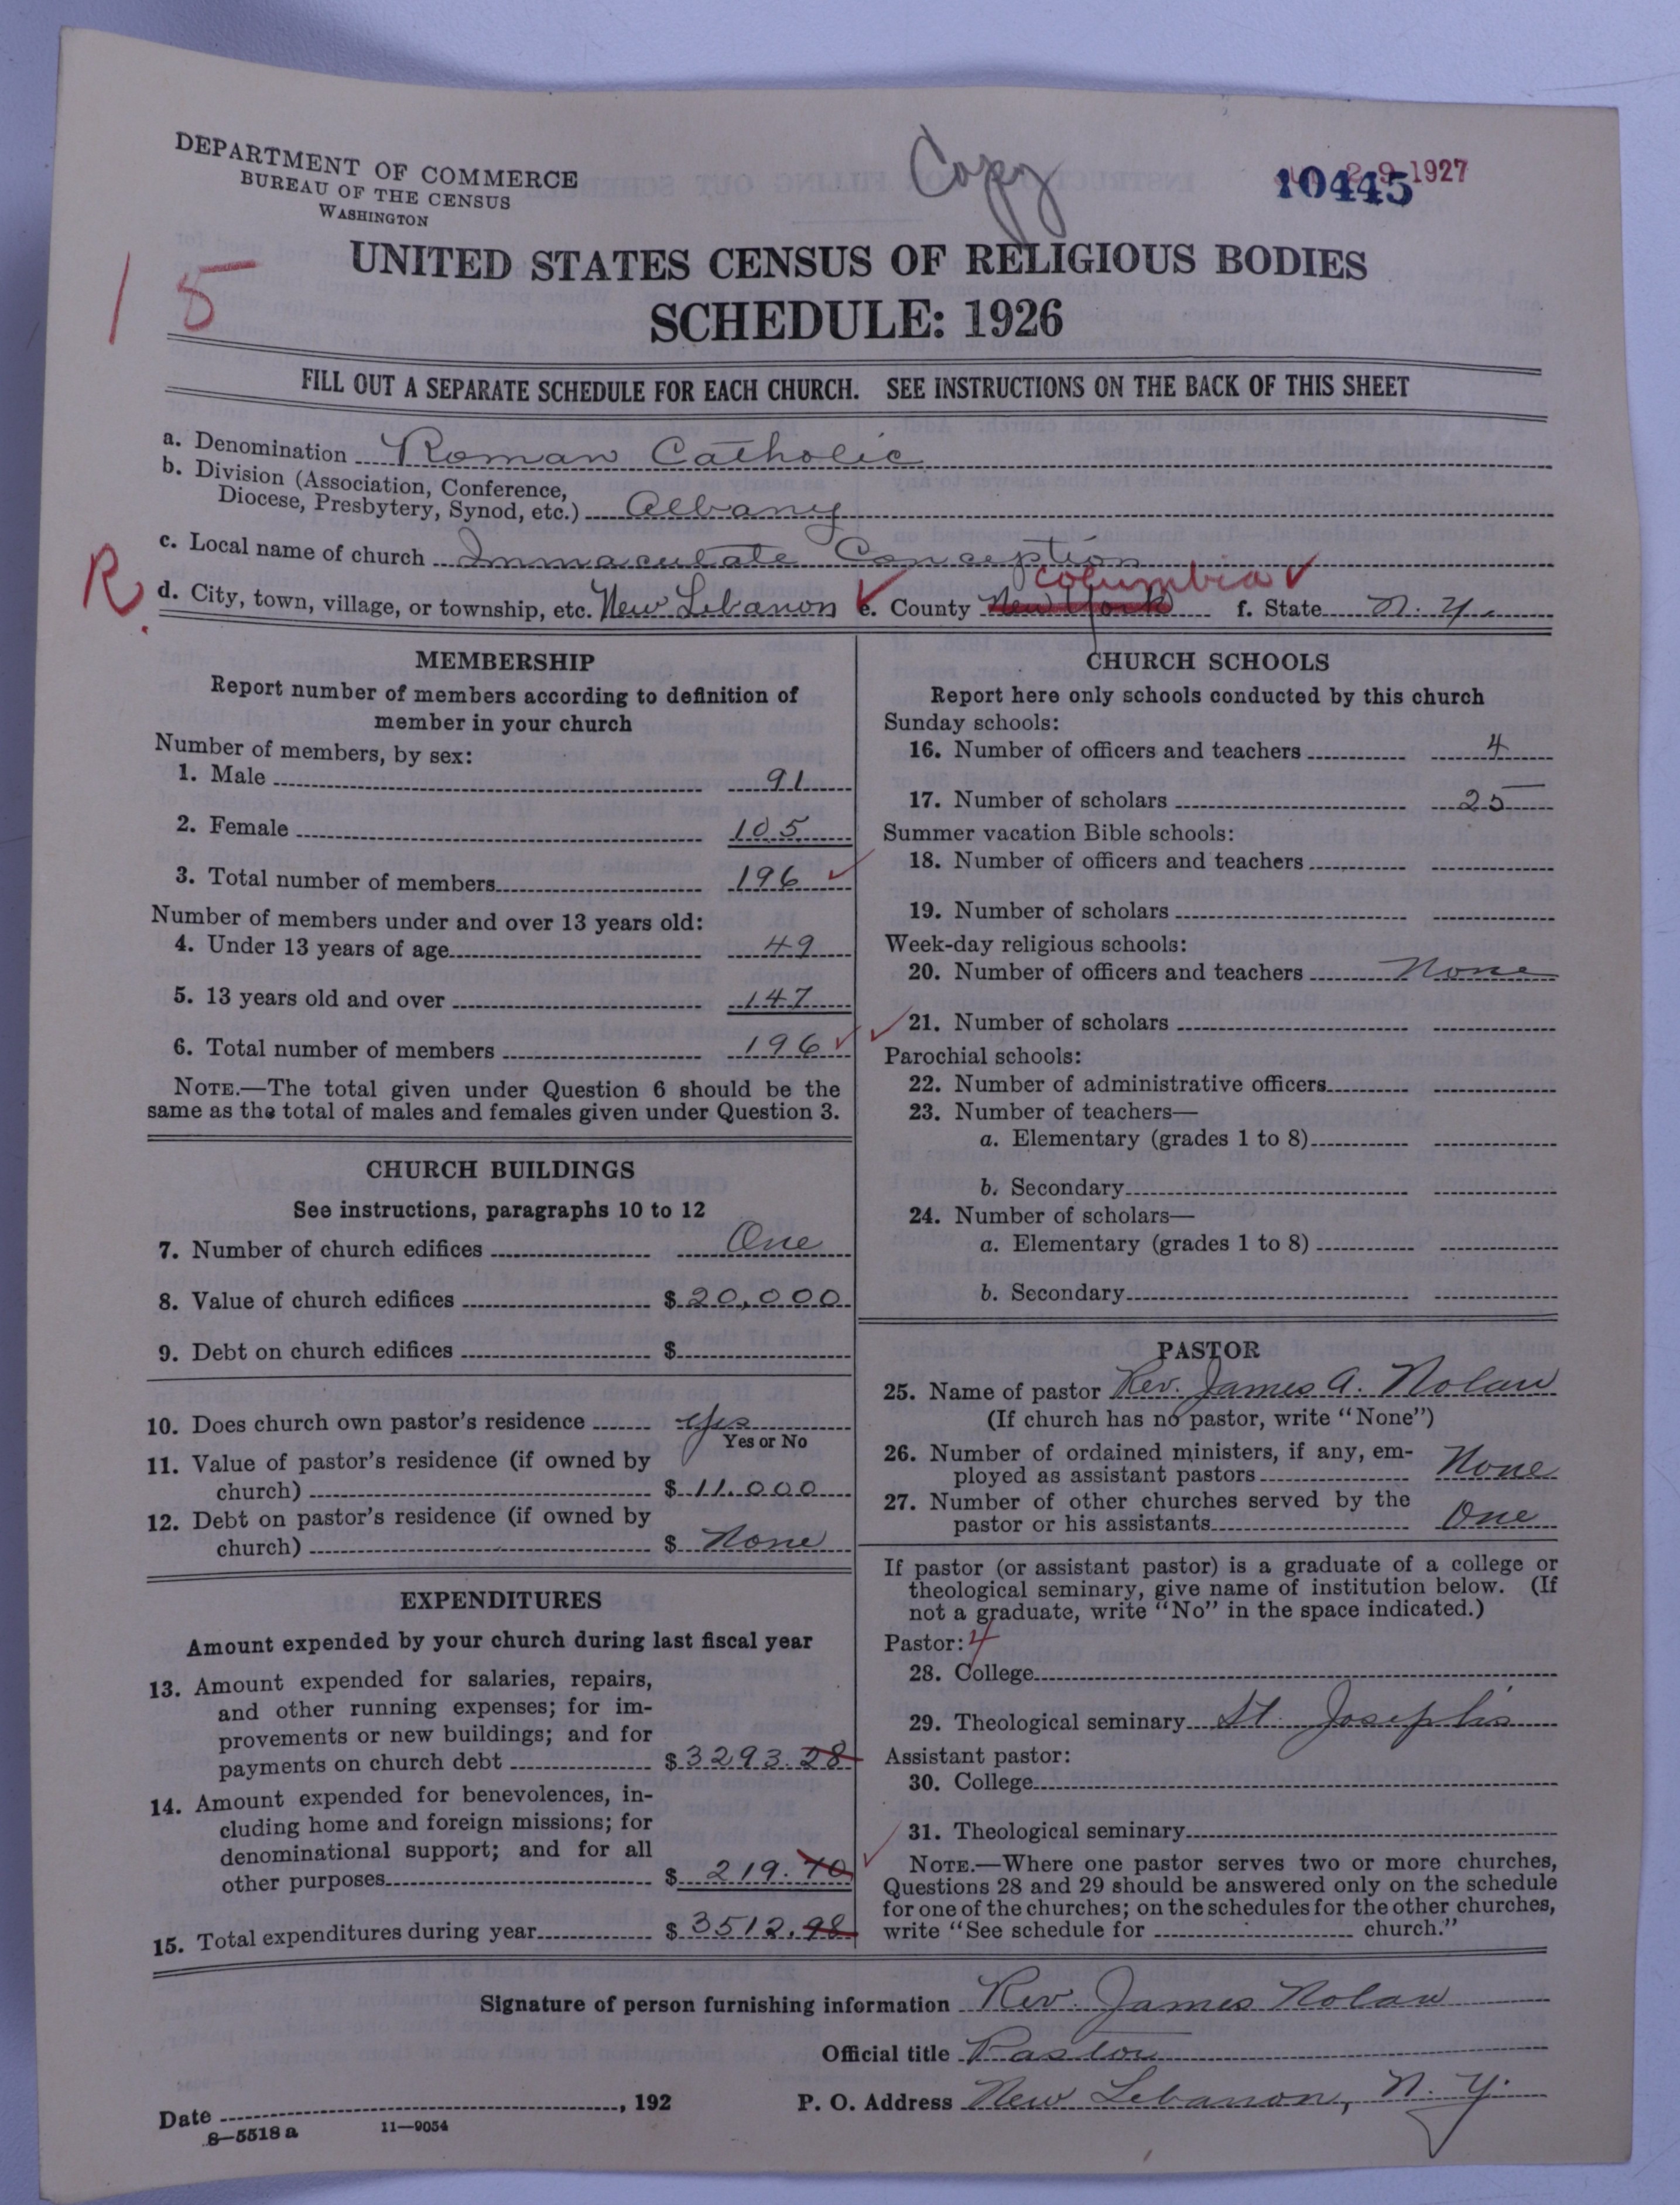 DEPARTMENT OF COMMERCE
BUREAU OF THE CENSUS
WASHINGTON
Copy
29 1927
10445
UNITED STATES CENSUS OF RELIGIOUS BODIES
SCHEDULE: 1926
1 5
FILL OUT A SEPARATE SCHEDULE FOR EACH CHURCH. SEE INSTRUCTIONS ON THE BACK OF THIS SHEET
a. Denomination Roman Catholic
b. Division (Association, Conference,
Diocese, Presbytery, Synod, etc.) Albany
c. Local name of church Immaculate Conception
R. d. City, town, village, or township, etc. New Lebanon e. County New York Columbia f. State N. Y.
MEMBERSHIP
Report number of members according to definition of
member in your church
Number of members, by sex:
1. Male 91
2. Female 105
3. Total number of members 196
Number of members under and over 13 years old:
4. Under 13 years of age 49
5. 13 years old and over 147
6. Total number of members 196
NOTE.—The total given under Question 6 should be the
same as the total of males and females given under Question 3.
CHURCH BUILDINGS
See instructions, paragraphs 10 to 12
7. Number of church edifices One
8. Value of church edifices $ 20,000
9. Debt on church edifices $
10. Does church own pastor's residence yes
Yes or No
11. Value of pastor's residence (if owned by
church) $ 11.000
12. Debt on pastor's residence (if owned by
church) $ None
EXPENDITURES
Amount expended by your church during last fiscal year
13. Amount expended for salaries, repairs,
and other running expenses; for im-
provements or new buildings; and for
payments on church debt $ 3293.28
14. Amount expended for benevolences, in-
cluding home and foreign missions; for
denominational support; and for all
other purposes $ 219.70
15. Total expenditures during year $ 3512.98
CHURCH SCHOOLS
Report here only schools conducted by this church
Sunday schools:
16. Number of officers and teachers 4
17. Number of scholars 25
Summer vacation Bible schools:
18. Number of officers and teachers
19. Number of scholars
Week-day religious schools:
20. Number of officers and teachers None
21. Number of scholars
Parochial schools:
22. Number of administrative officers
23. Number of teachers—
a. Elementary (grades 1 to 8)
b. Secondary
24. Number of scholars—
a. Elementary (grades 1 to 8)
b. Secondary
PASTOR
25. Name of pastor Rev. James A. Nolan
(If church has no pastor, write "None")
26. Number of ordained ministers, if any, em-
ployed as assistant pastors None
27. Number of other churches served by the
pastor or his assistants One
If pastor (or assistant pastor) is a graduate of a college or
theological seminary, give name of institution below. (If
not a graduate, write "No" in the space indicated.)
Pastor: 4
28. College
29. Theological seminary St. Joseph's
Assistant pastor:
30. College
31. Theological seminary
NOTE.—Where one pastor serves two or more churches,
Questions 28 and 29 should be answered only on the schedule
for one of the churches; on the schedules for the other churches,
write "See schedule for church."
Signature of person furnishing information Rev. James Nolan
Official title Pastor
Date , 192 P. O. Address New Lebanon, N. Y.
8—5518 a 11—9054